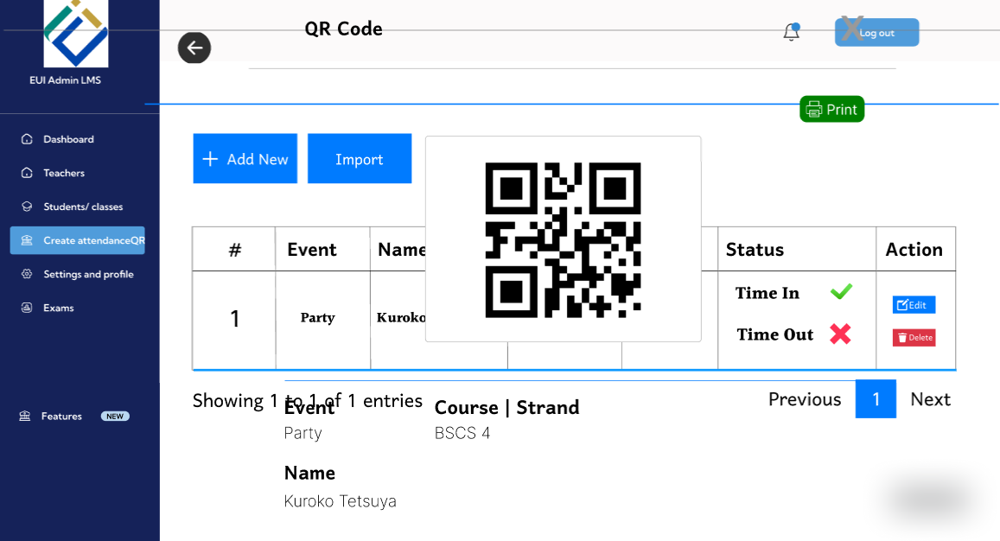 QR Code
X
Log out
EUI Admin LMS
Print
Dashboard
Teachers
Students/ classes
Create attendanceQR
Settings and profile
Exams
Features
NEW
Add New
Import
# Event Name Status Action
1 Party Kuroko Time In Edit
Time Out Delete
Showing 1 to 1 of 1 entries
Previous 1 Next
Event Course | Strand
Party BSCS 4
Name
Kuroko Tetsuya